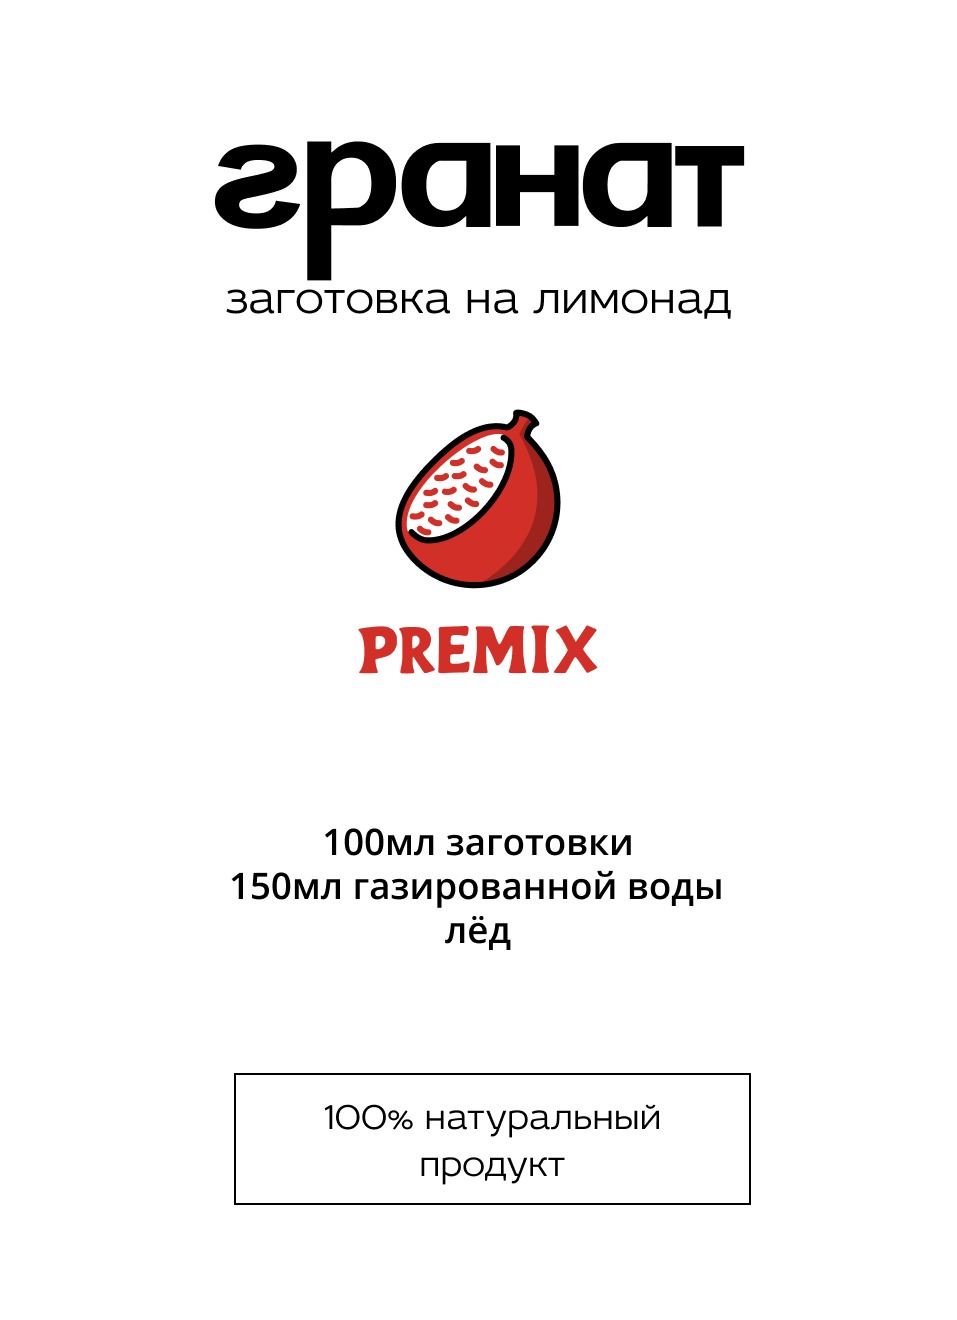 гранат
заготовка на лимонад
PREMIX
100мл заготовки
150мл газированной воды
лёд
100% натуральный
продукт